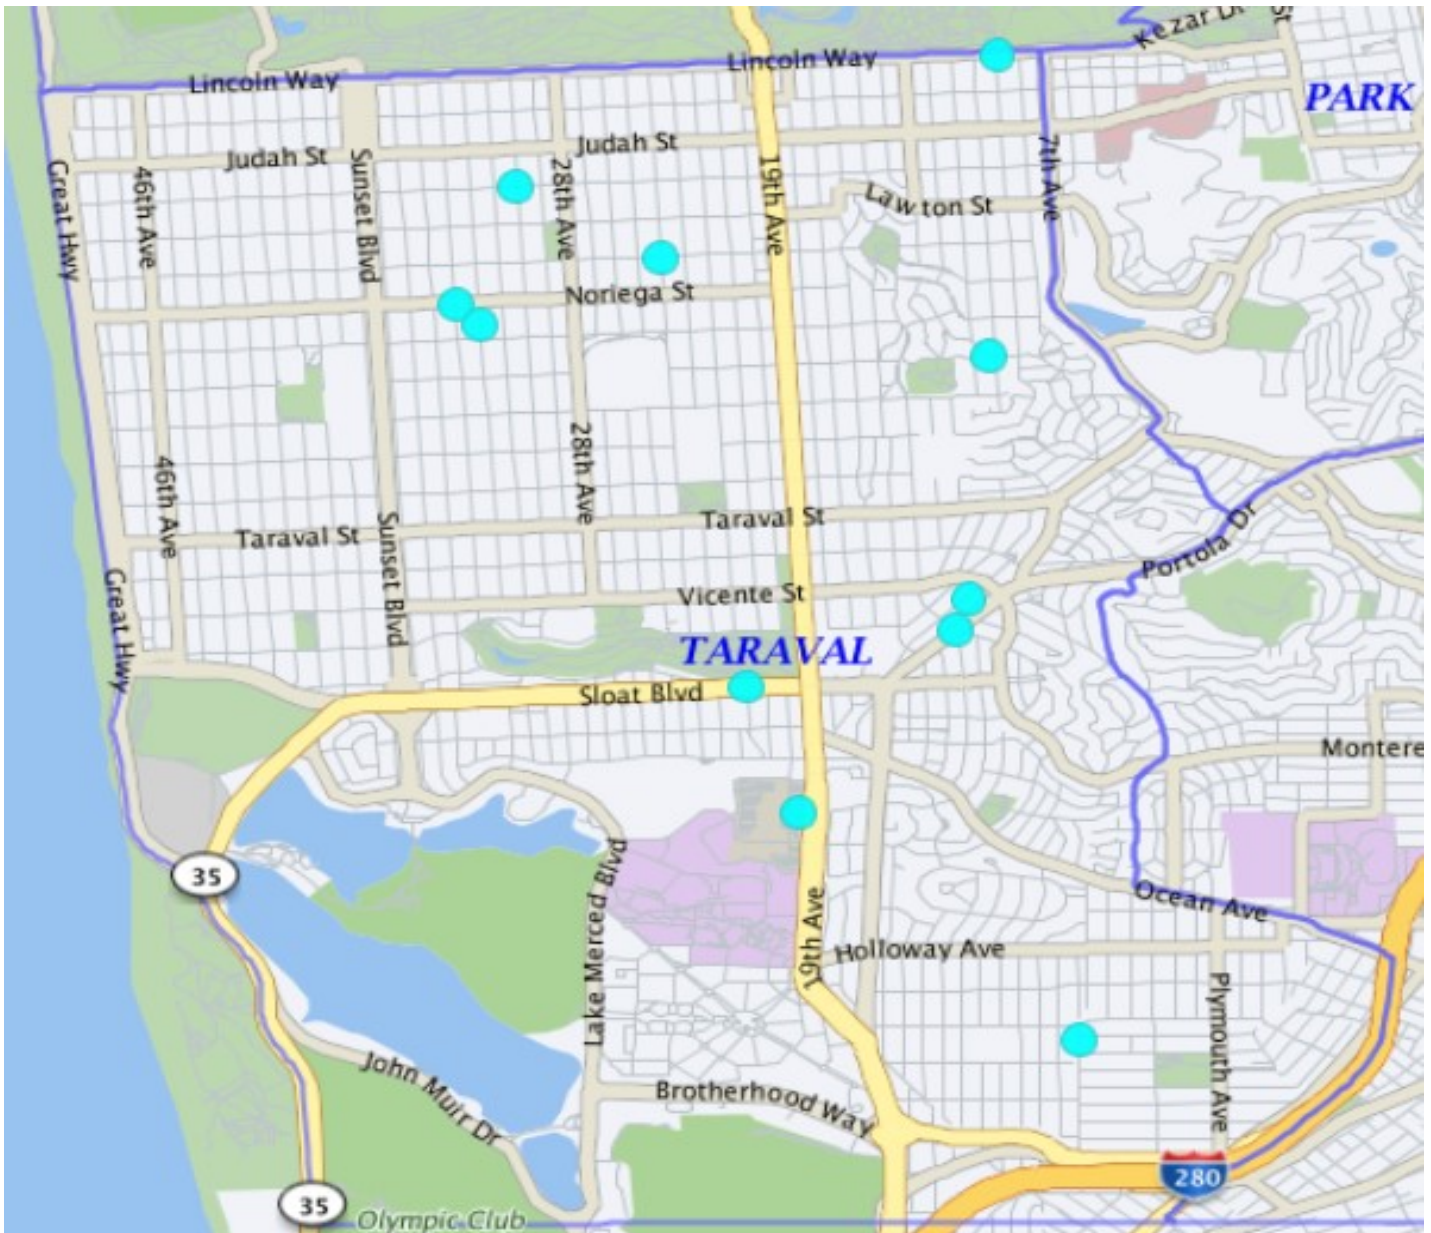 Kezar Dr
St
Lincoln Way
Lincoln Way
PARK
Judah St
Judah St
Great Hwy
46th Ave
Sunset Blvd
28th Ave
19th Ave
7th Ave
Lawton St
Noriega St
28th Ave
46th Ave
Sunset Blvd
Taraval St
Taraval St
Portola Dr
Great Hwy
Vicente St
TARAVAL
Sloat Blvd
Montere
35
Lake Merced Blvd
19th Ave
Ocean Ave
Holloway Ave
Plymouth Ave
John Muir Dr
Brotherhood Way
280
35
Olympic Club